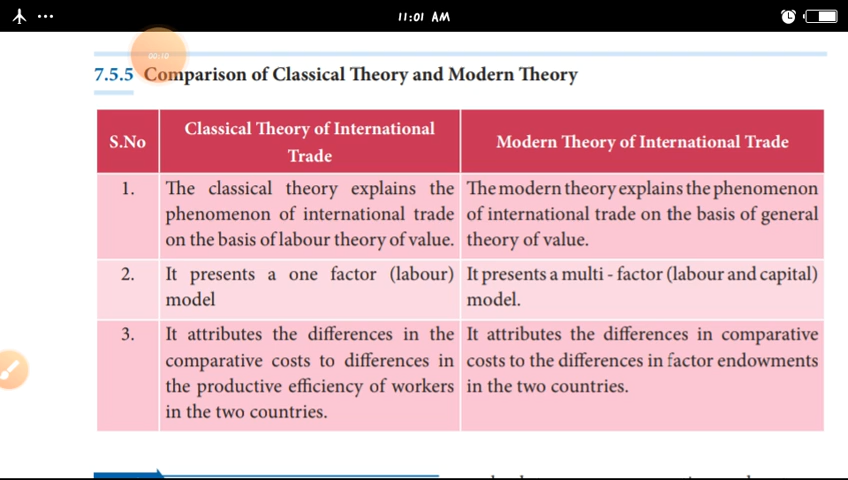 11:01 AM
00:10
7.5.5 Comparison of Classical Theory and Modern Theory
S.No
Classical Theory of International
Trade
Modern Theory of International Trade
1.
The classical theory explains the
phenomenon of international trade
on the basis of labour theory of value.
The modern theory explains the phenomenon
of international trade on the basis of general
theory of value.
2.
It presents a one factor (labour)
model
It presents a multi - factor (labour and capital)
model.
3.
It attributes the differences in the
comparative costs to differences in
the productive efficiency of workers
in the two countries.
It attributes the differences in comparative
costs to the differences in factor endowments
in the two countries.